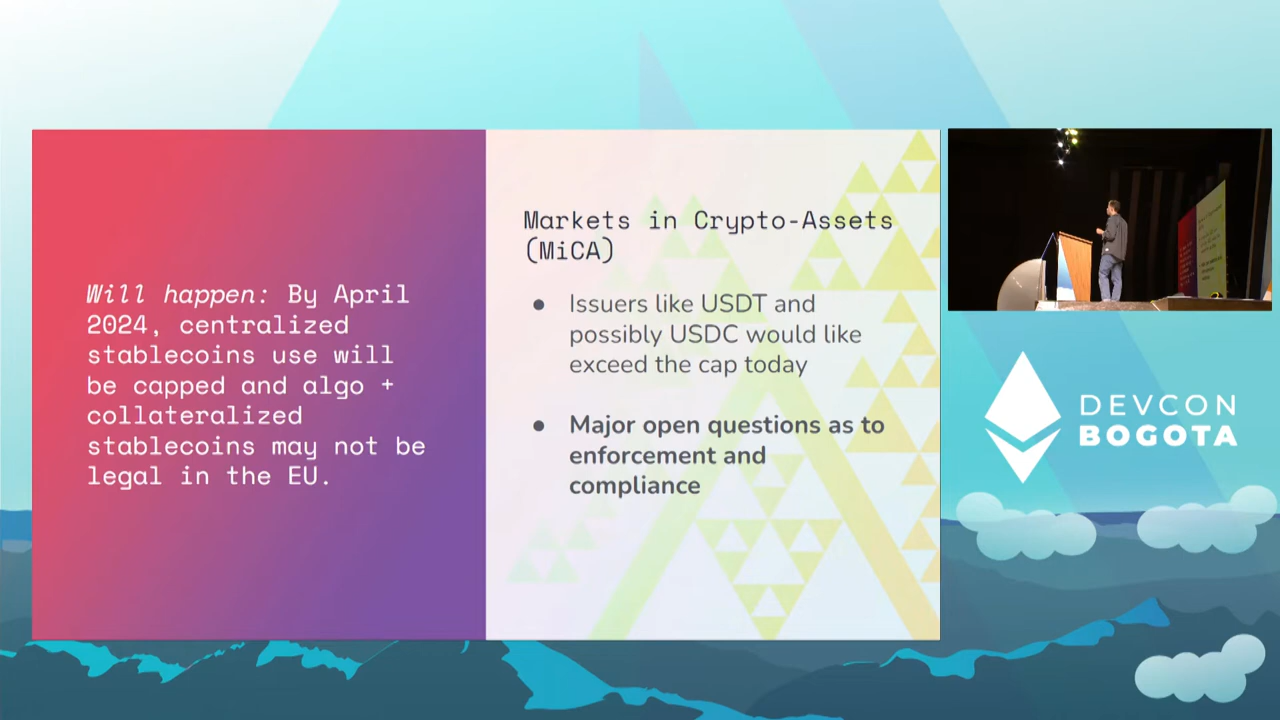 Will happen: By April
2024, centralized
stablecoins use will
be capped and algo +
collateralized
stablecoins may not be
legal in the EU.
Markets in Crypto-Assets
(MiCA)
● Issuers like USDT and
possibly USDC would like
exceed the cap today
● Major open questions as to
enforcement and
compliance
DEVCON
BOGOTA